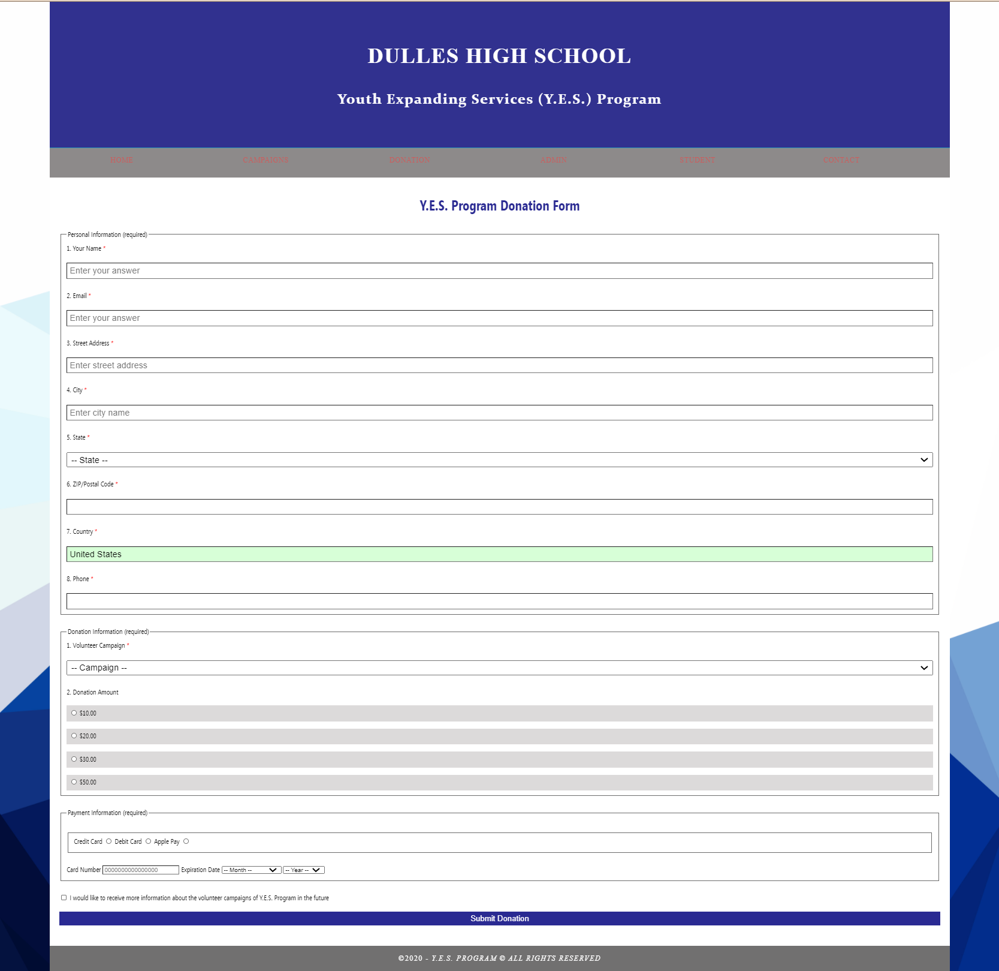 DULLES HIGH SCHOOL
Youth Expanding Services (Y.E.S.) Program
HOME CAMPAIGNS DONATION ADMIN STUDENT CONTACT
Y.E.S. Program Donation Form
Personal Information (required)
1. Your Name *
Enter your answer
2. Email *
Enter your answer
3. Street Address *
Enter street address
4. City *
Enter city name
5. State *
-- State --
6. ZIP/Postal Code *
7. Country *
United States
8. Phone *
Donation Information (required)
1. Volunteer Campaign *
-- Campaign --
2. Donation Amount
$10.00
$20.00
$30.00
$50.00
Payment Information (required)
Credit Card Debit Card Apple Pay
Card Number 0000000000000000 Expiration Date -- Month -- -- Year --
I would like to receive more information about the volunteer campaigns of Y.E.S. Program in the future
Submit Donation
©2020 - Y.E.S. PROGRAM © ALL RIGHTS RESERVED